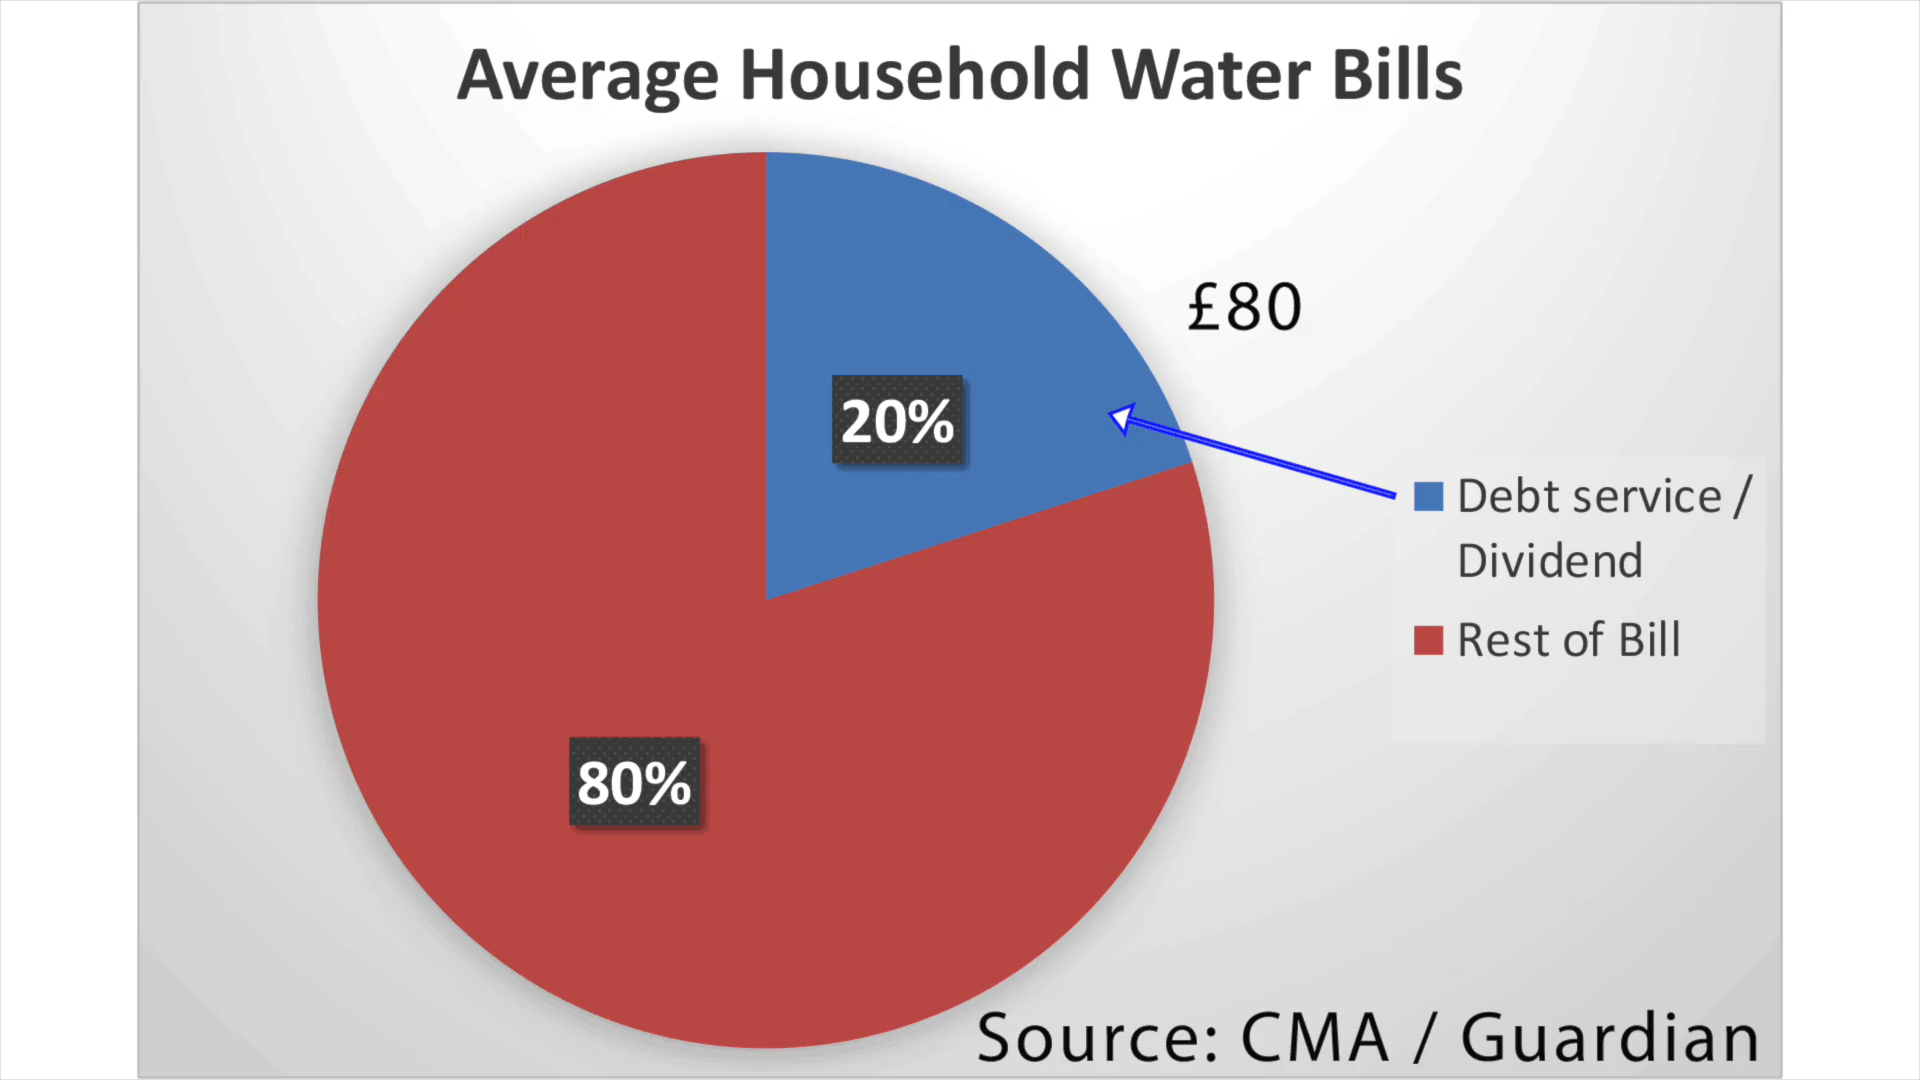 Average Household Water Bills
£80
20%
Debt service /
Dividend
Rest of Bill
80%
Source: CMA / Guardian